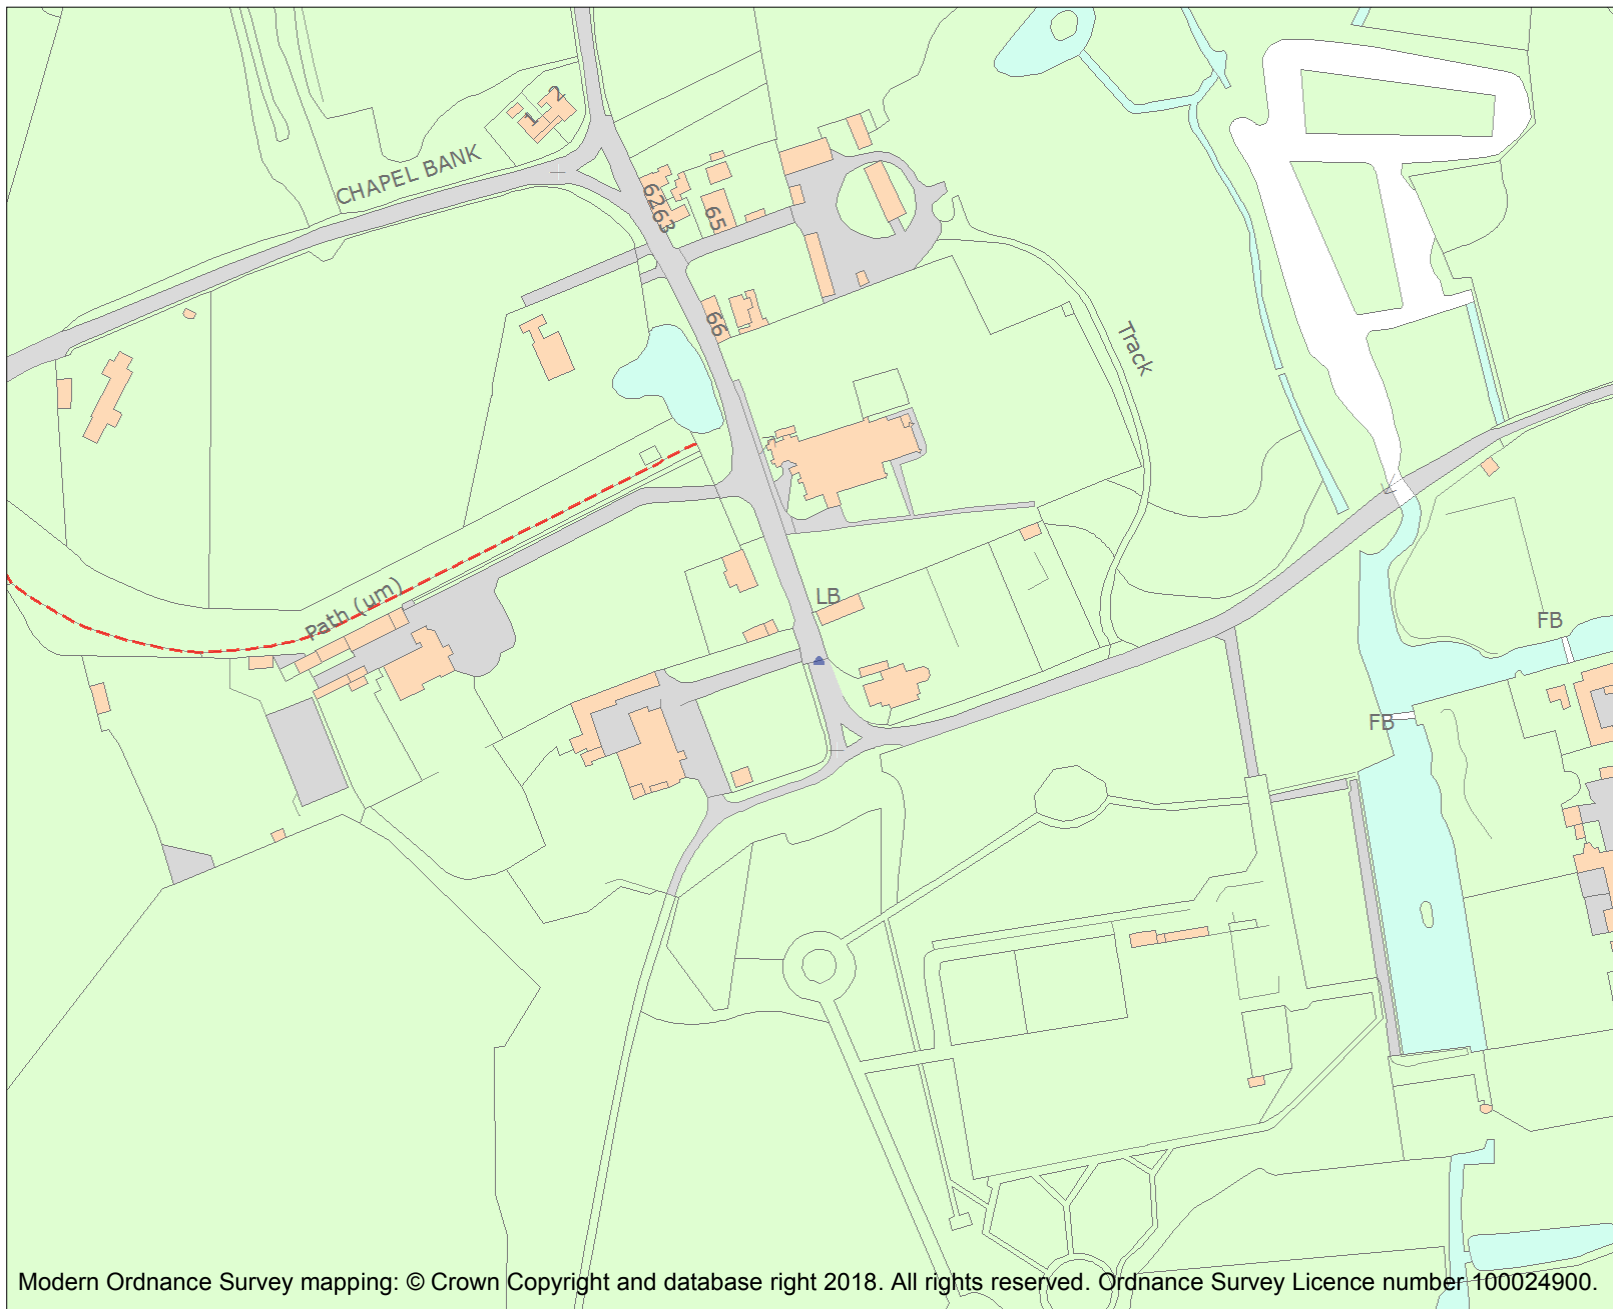 2
1
CHAPEL BANK
6263
65
66
Track
Path (um)
LB
FB
FB
Modern Ordnance Survey mapping: © Crown Copyright and database right 2018. All rights reserved. Ordnance Survey Licence number 100024900.